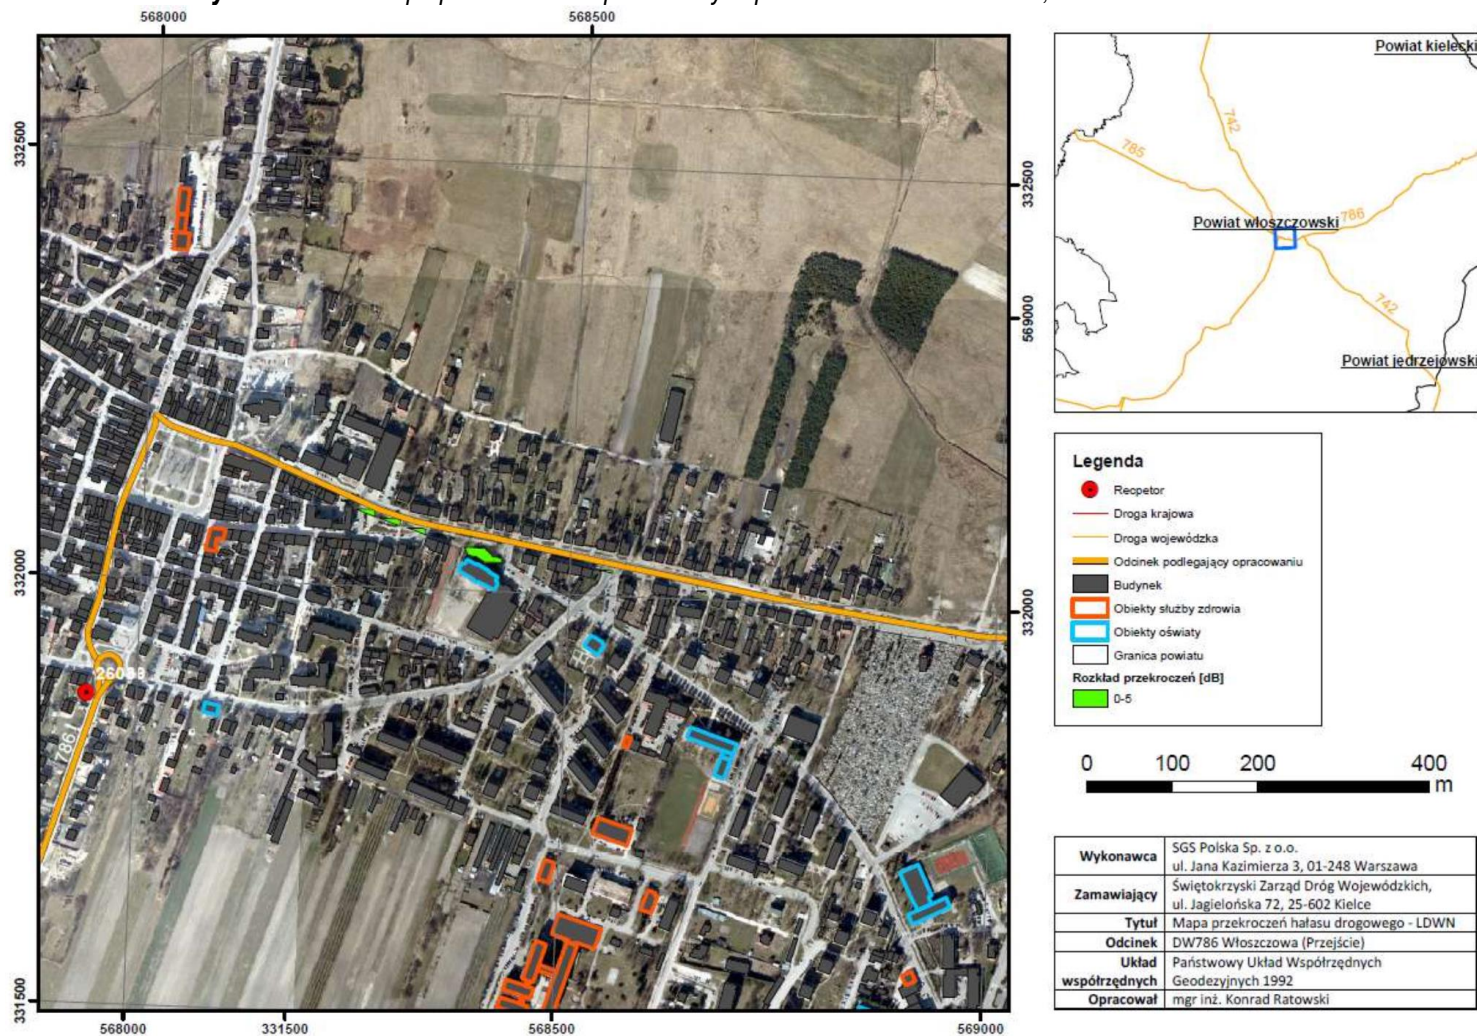 568000
568500
332500
332000
331500
332500
569000
332000
568000
331500
568500
569000
786
Powiat kielecki
742
785
Powiat włoszczowski
786
742
Powiat jędrzejowski
Legenda
Recpetor
Droga krajowa
Droga wojewódzka
Odcinek podlegający opracowaniu
Budynek
Obiekty służby zdrowia
Obiekty oświaty
Granica powiatu
Rozkład przekroczeń [dB]
0-5
0 100 200 400
m
Wykonawca SGS Polska Sp. z o.o.
ul. Jana Kazimierza 3, 01-248 Warszawa
Zamawiający Świętokrzyski Zarząd Dróg Wojewódzkich,
ul. Jagielońska 72, 25-602 Kielce
Tytuł Mapa przekroczeń hałasu drogowego - LDWN
Odcinek DW786 Włoszczowa (Przejście)
Układ współrzędnych Państwowy Układ Współrzędnych
Geodezyjnych 1992
Opracował mgr inż. Konrad Ratowski